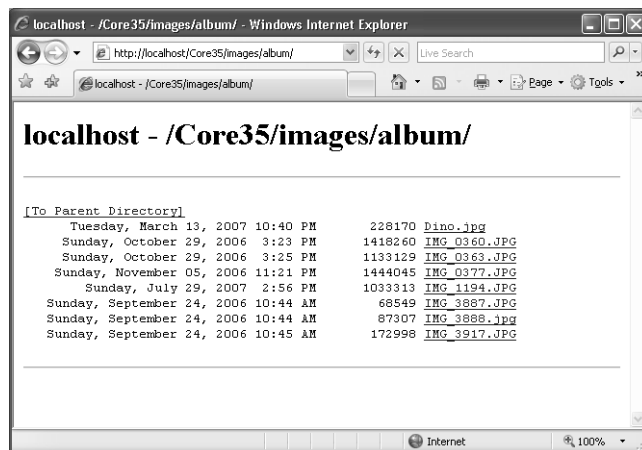 localhost - /Core35/images/album/ - Windows Internet Explorer
http://localhost/Core35/images/album/
Live Search
localhost - /Core35/images/album/
Page
Tools
localhost - /Core35/images/album/
[To Parent Directory]
Tuesday, March 13, 2007 10:40 PM 228170 Dino.jpg
Sunday, October 29, 2006 3:23 PM 1418260 IMG_0360.JPG
Sunday, October 29, 2006 3:25 PM 1133129 IMG_0363.JPG
Sunday, November 05, 2006 11:21 PM 1444045 IMG_0377.JPG
Sunday, July 29, 2007 2:56 PM 1033313 IMG_1194.JPG
Sunday, September 24, 2006 10:44 AM 68549 IMG_3887.JPG
Sunday, September 24, 2006 10:44 AM 87307 IMG_3888.jpg
Sunday, September 24, 2006 10:45 AM 172998 IMG_3917.JPG
Internet
100%